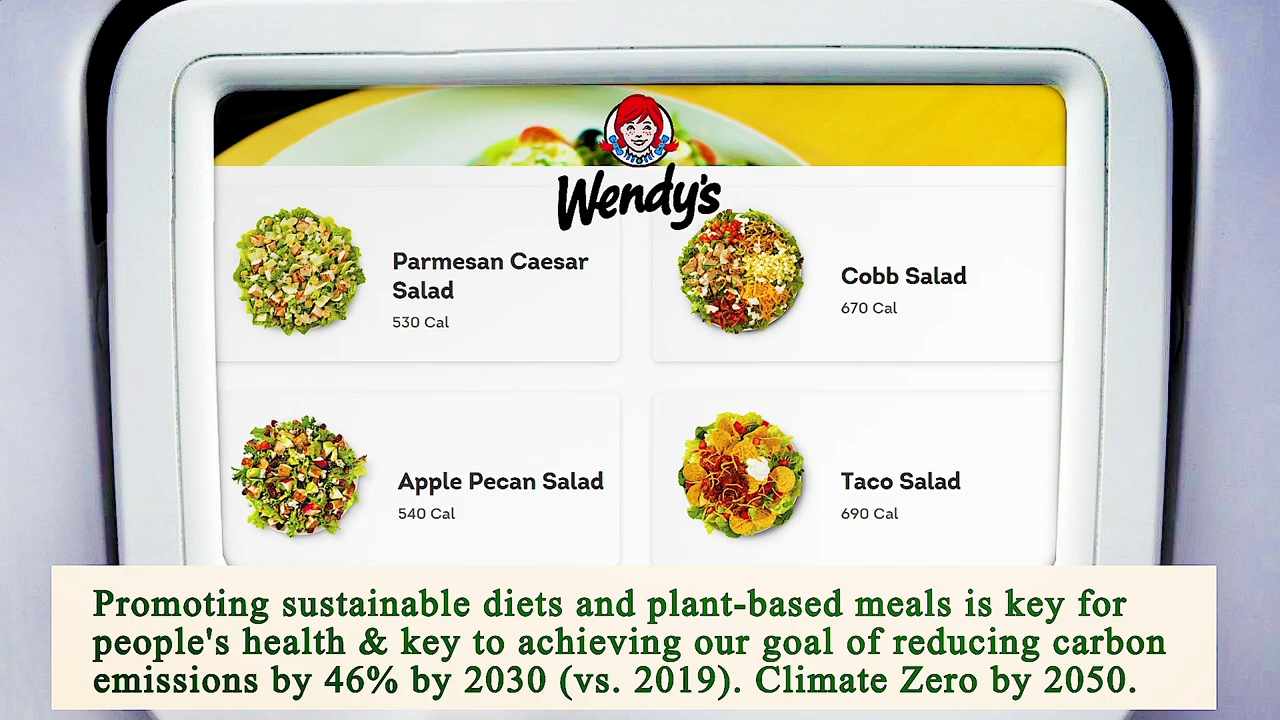 Wendy's
Parmesan Caesar
Salad
530 Cal
Cobb Salad
670 Cal
Apple Pecan Salad
540 Cal
Taco Salad
690 Cal
Promoting sustainable diets and plant-based meals is key for
people's health & key to achieving our goal of reducing carbon
emissions by 46% by 2030 (vs. 2019). Climate Zero by 2050.